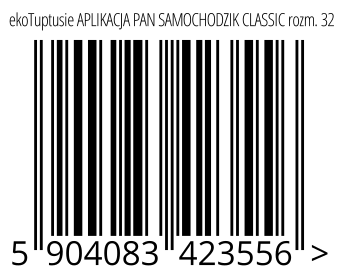 ekoTuptusie APLIKACJA PAN SAMOCHODZIK CLASSIC rozm. 32
5 904083 423556 >